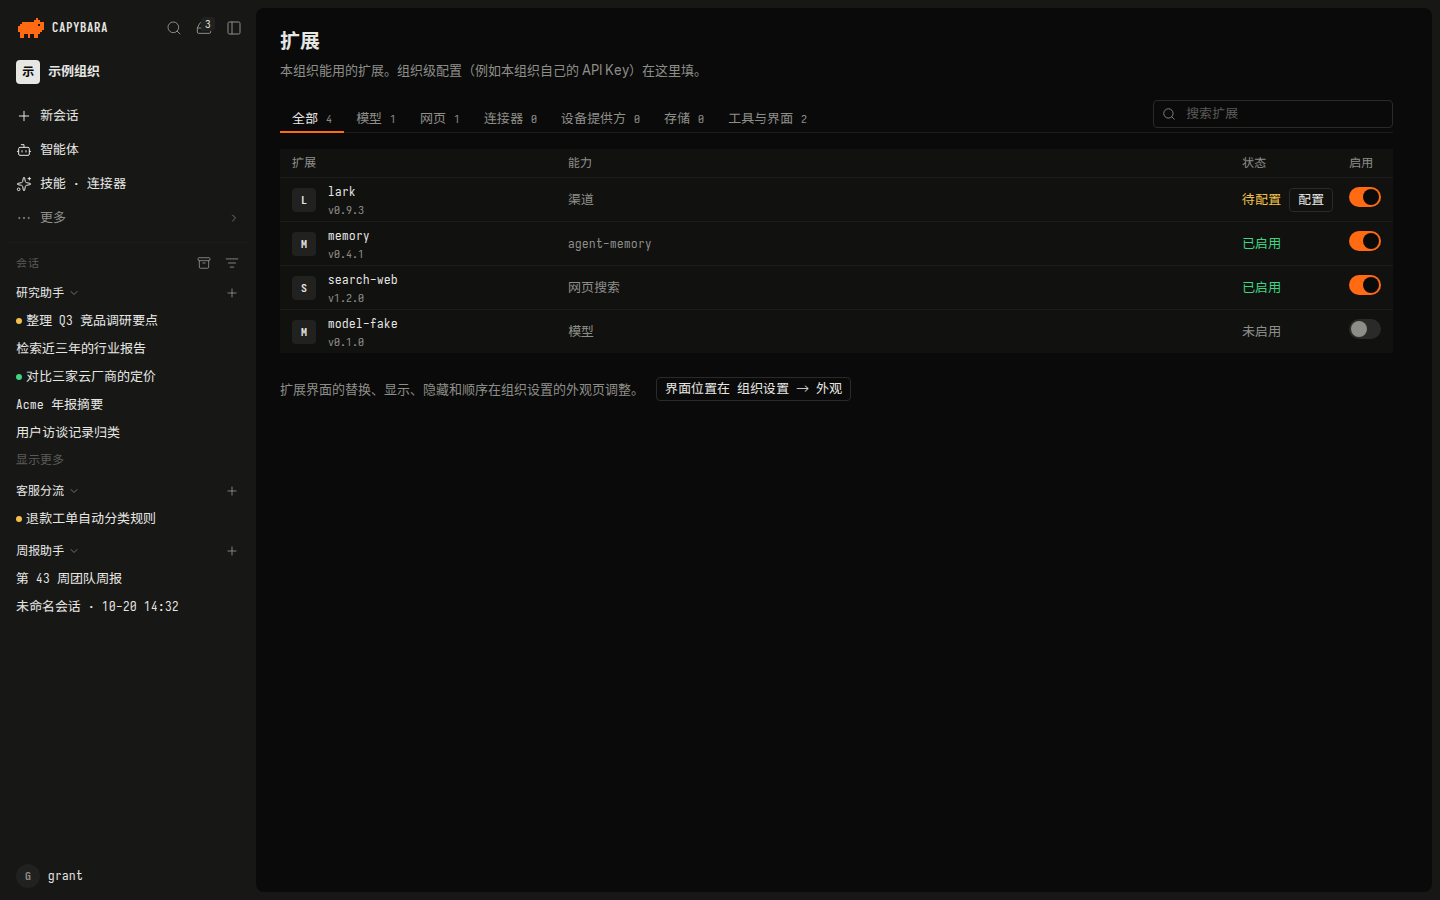 CAPYBARA
3
示 示例组织
新会话
智能体
技能 · 连接器
更多
会话
研究助手
整理 Q3 竞品调研要点
检索近三年的行业报告
对比三家云厂商的定价
Acme 年报摘要
用户访谈记录归类
显示更多
客服分流
退款工单自动分类规则
周报助手
第 43 周团队周报
未命名会话 · 10-20 14:32
G grant
扩展
本组织能用的扩展。组织级配置（例如本组织自己的 API Key）在这里填。
全部 4 模型 1 网页 1 连接器 0 设备提供方 0 存储 0 工具与界面 2
搜索扩展
扩展 能力 状态 启用
L lark v0.9.3 渠道 待配置 配置
M memory v0.4.1 agent-memory 已启用
S search-web v1.2.0 网页搜索 已启用
M model-fake v0.1.0 模型 未启用
扩展界面的替换、显示、隐藏和顺序在组织设置的外观页调整。 界面位置在 组织设置 → 外观